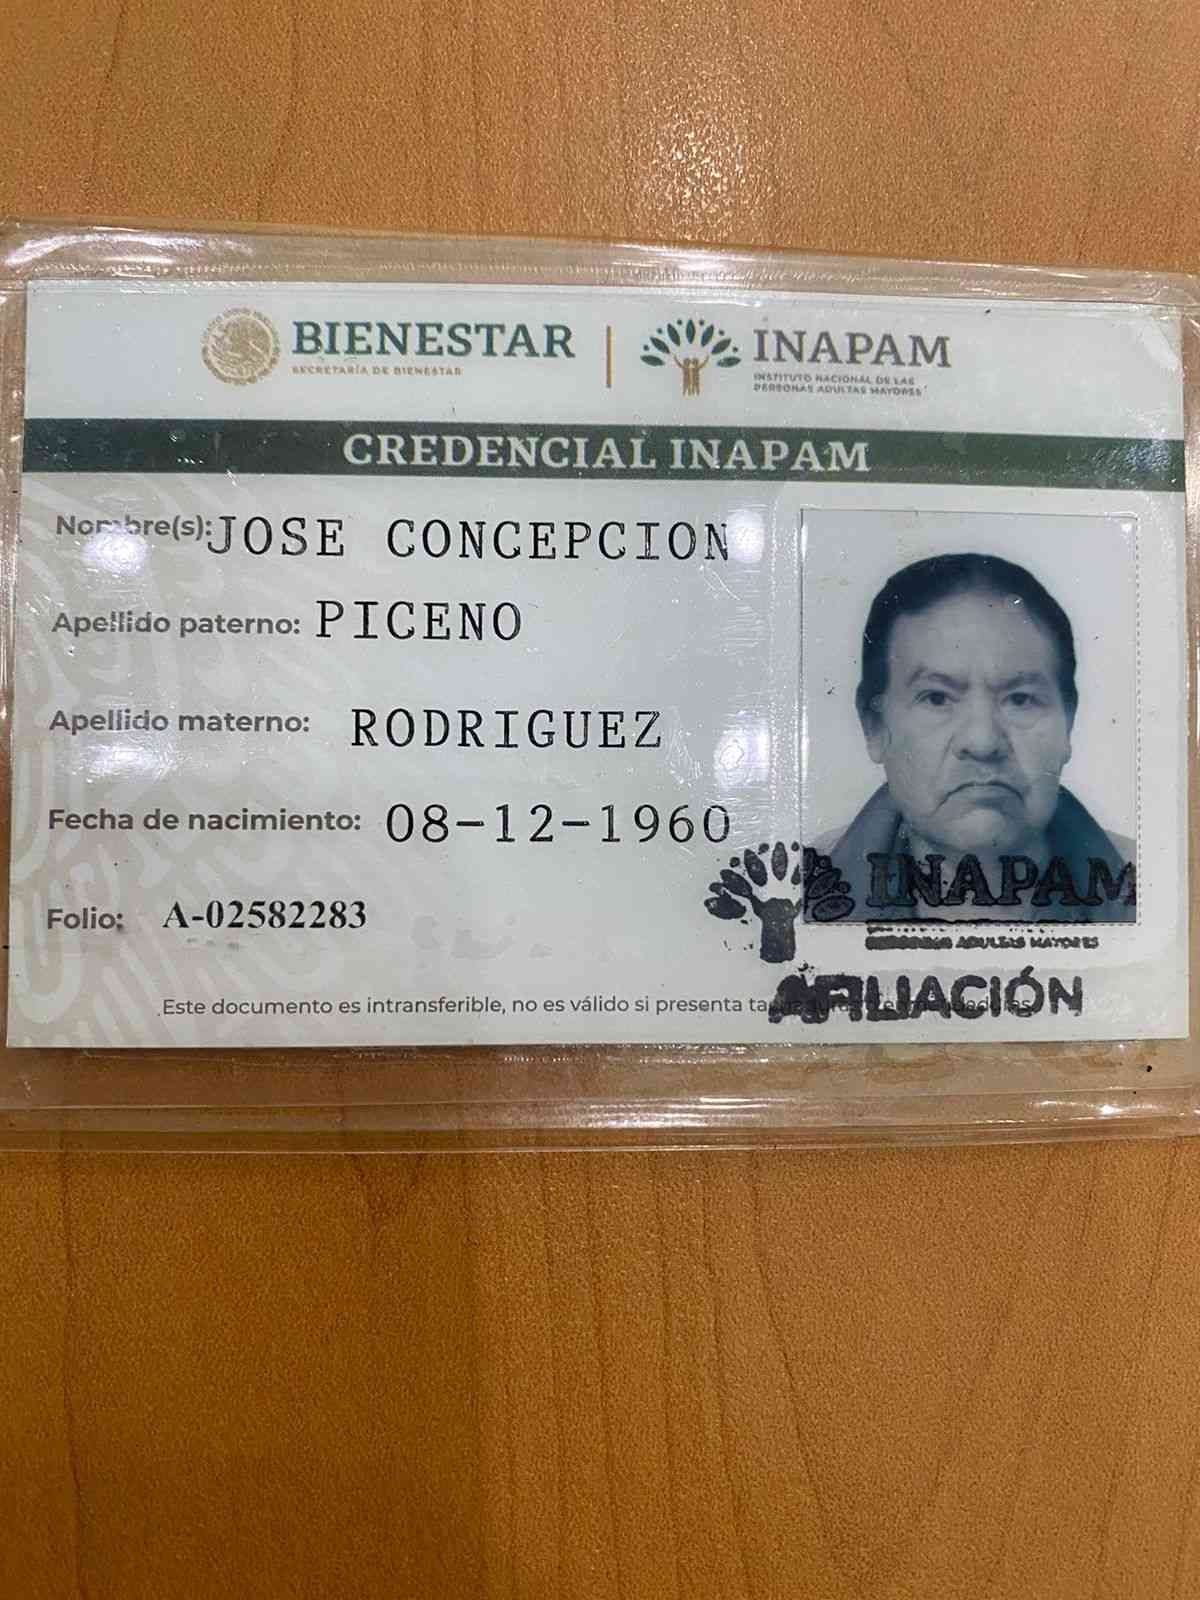 BIENESTAR
SECRETARÍA DE BIENESTAR
INAPAM
INSTITUTO NACIONAL DE LAS
PERSONAS ADULTAS MAYORES
CREDENCIAL INAPAM
Nombre(s): JOSE CONCEPCION
Apellido paterno: PICENO
Apellido materno: RODRIGUEZ
Fecha de nacimiento: 08-12-1960
Folio: A-02582283
INAPAM
PERSONAS ADULTAS MAYORES
AFILIACIÓN
Este documento es intransferible, no es válido si presenta